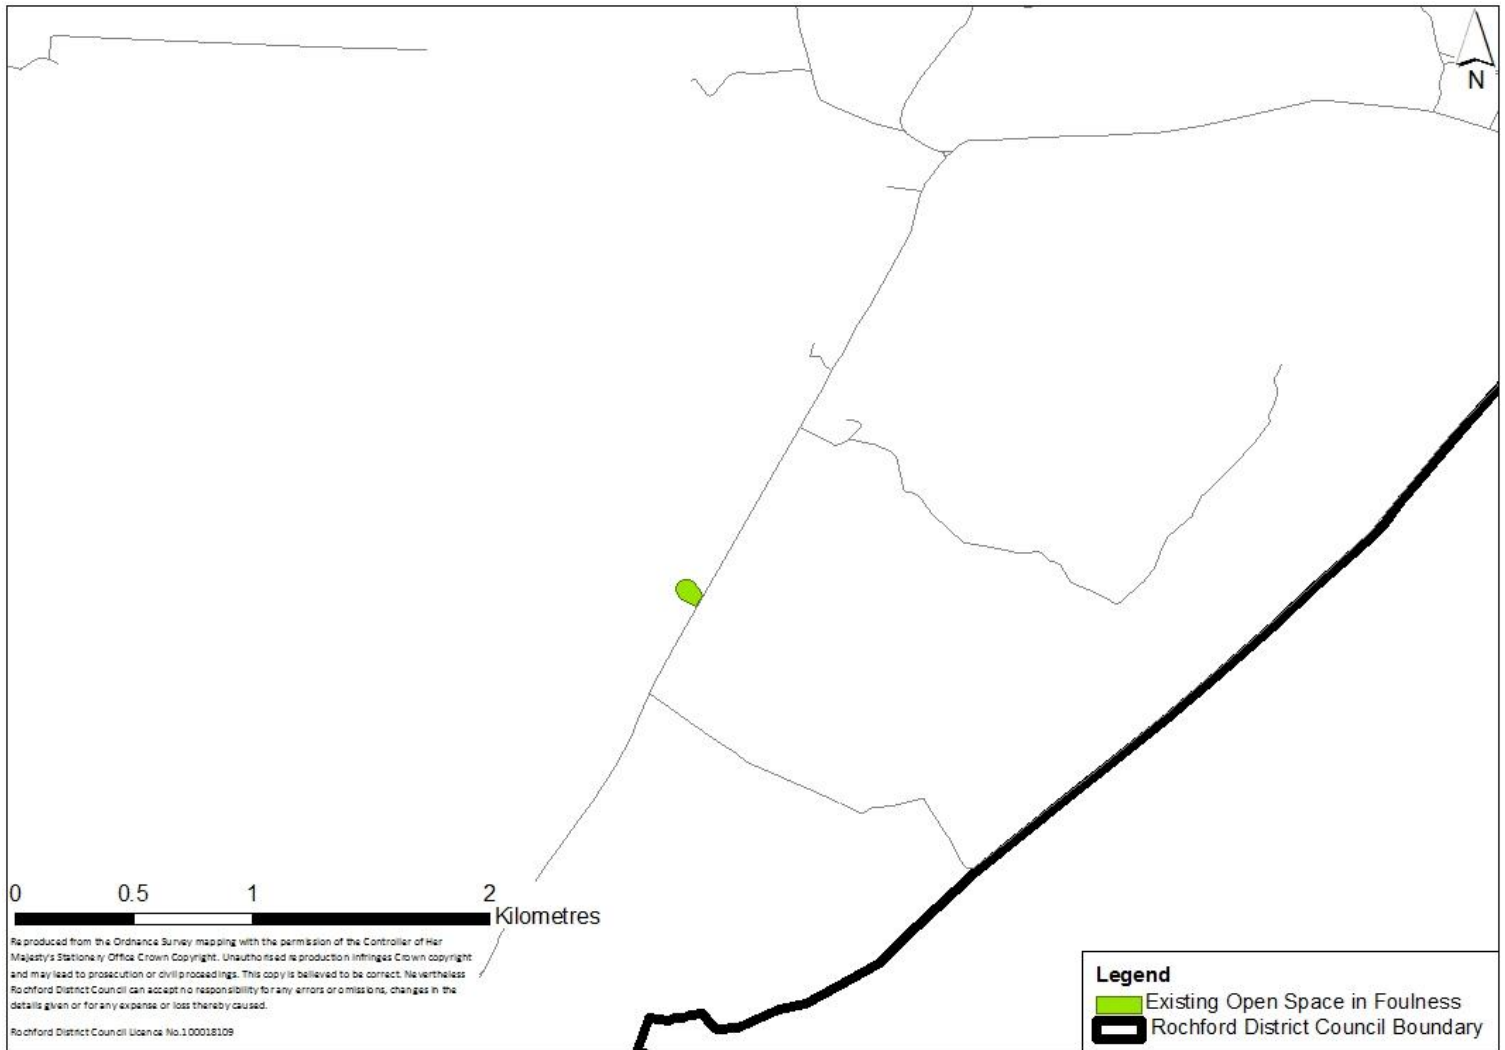 N
0 0.5 1 2
Kilometres
Reproduced from the Ordnance Survey mapping with the permission of the Controller of Her
Majesty's Stationery Office Crown Copyright. Unauthorised reproduction infringes Crown copyright
and may lead to prosecution or civil proceedings. This copy is believed to be correct. Nevertheless
Rochford District Council can accept no responsibility for any errors or omissions, changes in the
details given or for any expense or loss thereby caused.
Rochford District Council Licence No.100018109
Legend
Existing Open Space in Foulness
Rochford District Council Boundary